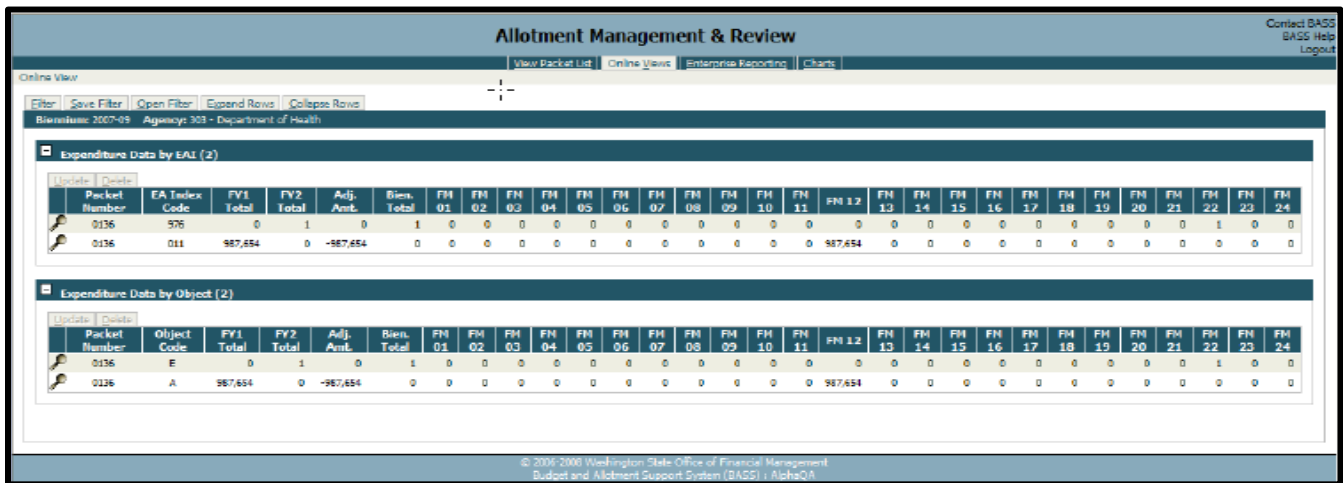 Contact BASS
BASS Help
Logout
Allotment Management & Review
View Packet List Online Views Enterprise Reporting Charts
Online View
Filter Save Filter Open Filter Expand Rows Collapse Rows
Biennium: 2007-09 Agency: 303 - Department of Health
Expenditure Data by EAI (2)
Update Delete
Packet Number EA Index Code FY1 Total FY2 Total Adj. Amt. Bien. Total FM 01 FM 02 FM 03 FM 04 FM 05 FM 06 FM 07 FM 08 FM 09 FM 10 FM 11 FM 12 FM 13 FM 14 FM 15 FM 16 FM 17 FM 18 FM 19 FM 20 FM 21 FM 22 FM 23 FM 24
0136 976 0 1 0 1 0 0 0 0 0 0 0 0 0 0 0 0 0 0 0 0 0 0 0 0 0 1 0 0
0136 011 987,654 0 -987,654 0 0 0 0 0 0 0 0 0 0 0 0 987,654 0 0 0 0 0 0 0 0 0 0 0 0
Expenditure Data by Object (2)
Update Delete
Packet Number Object Code FY1 Total FY2 Total Adj. Amt. Bien. Total FM 01 FM 02 FM 03 FM 04 FM 05 FM 06 FM 07 FM 08 FM 09 FM 10 FM 11 FM 12 FM 13 FM 14 FM 15 FM 16 FM 17 FM 18 FM 19 FM 20 FM 21 FM 22 FM 23 FM 24
0136 E 0 1 0 1 0 0 0 0 0 0 0 0 0 0 0 0 0 0 0 0 0 0 0 0 0 1 0 0
0136 A 987,654 0 -987,654 0 0 0 0 0 0 0 0 0 0 0 0 987,654 0 0 0 0 0 0 0 0 0 0 0 0
© 2006-2008 Washington State Office of Financial Management
Budget and Allotment Support System (BASS) : AlphaQA